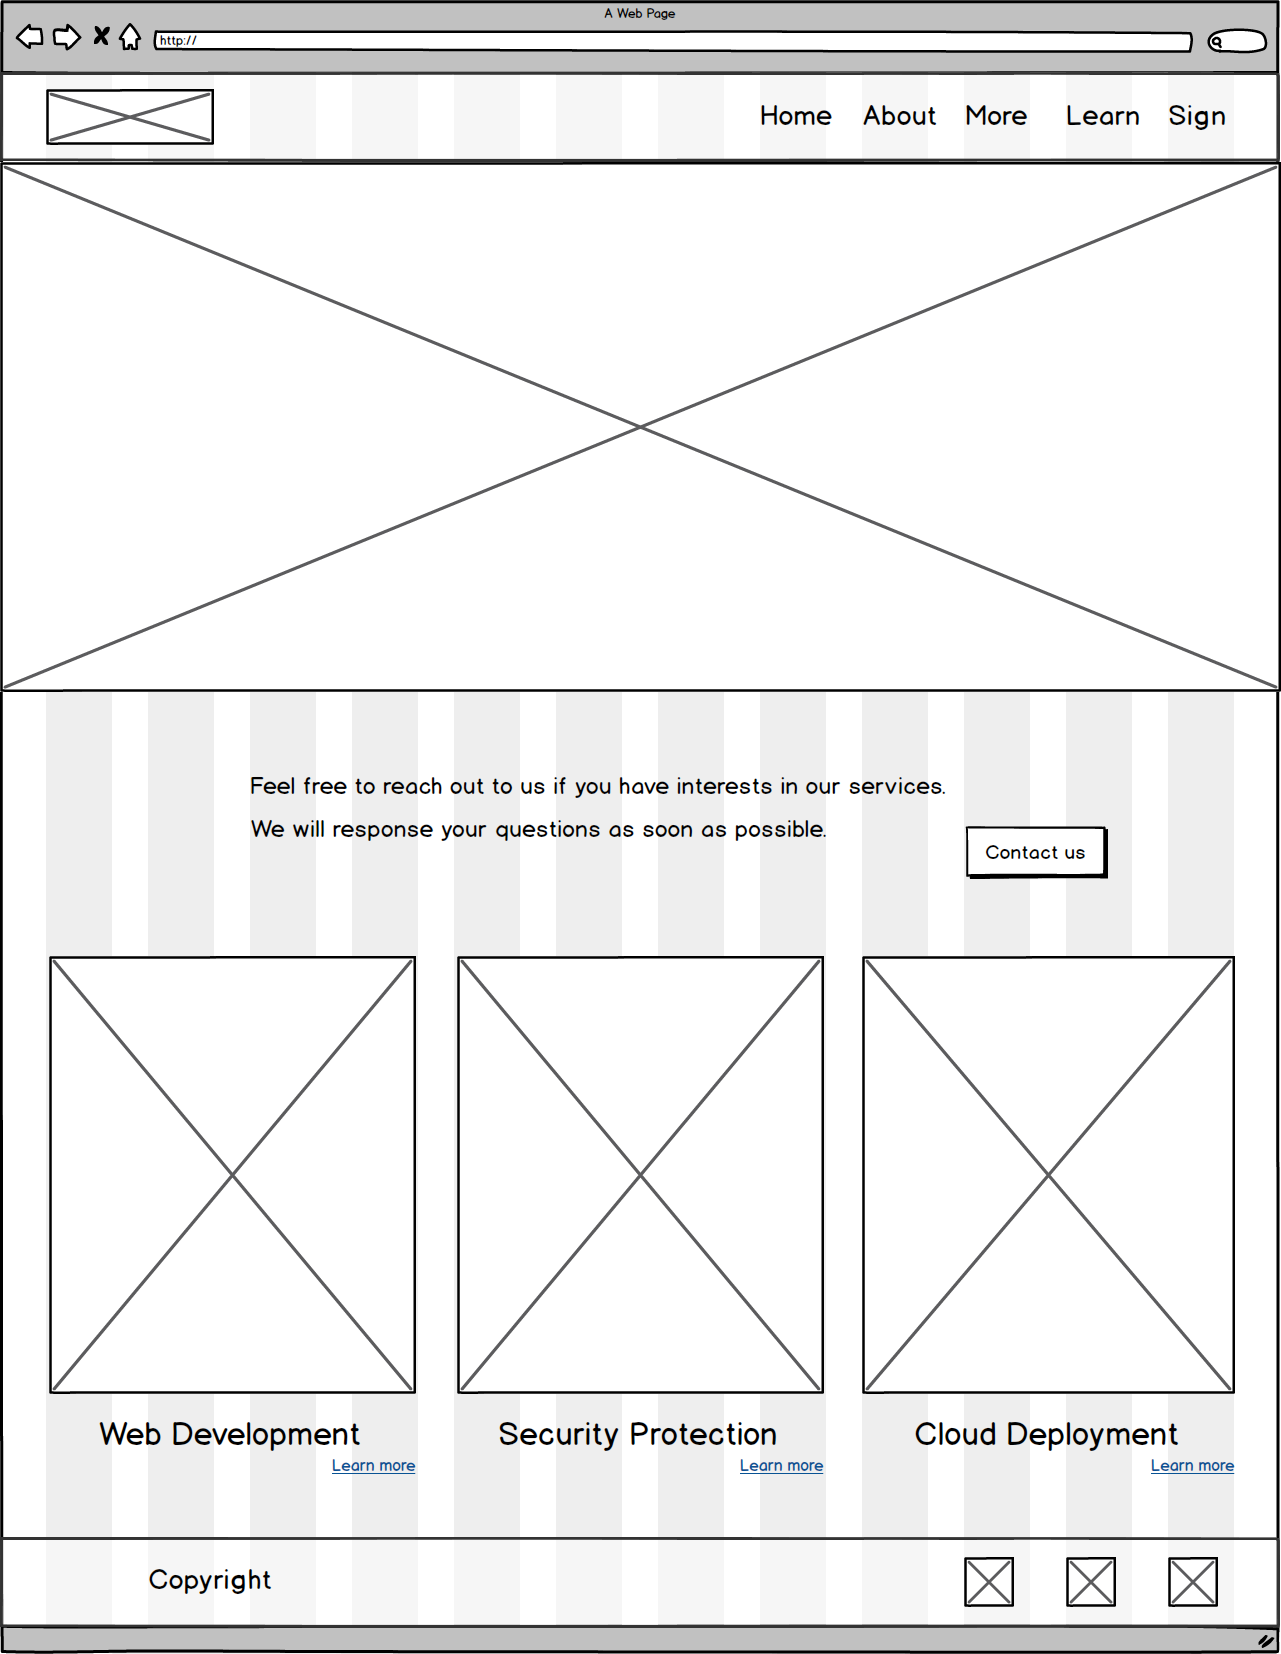 A Web Page
http://
Home About More Learn Sign
Feel free to reach out to us if you have interests in our services.
We will response your questions as soon as possible.
Contact us
Web Development
Learn more
Security Protection
Learn more
Cloud Deployment
Learn more
Copyright